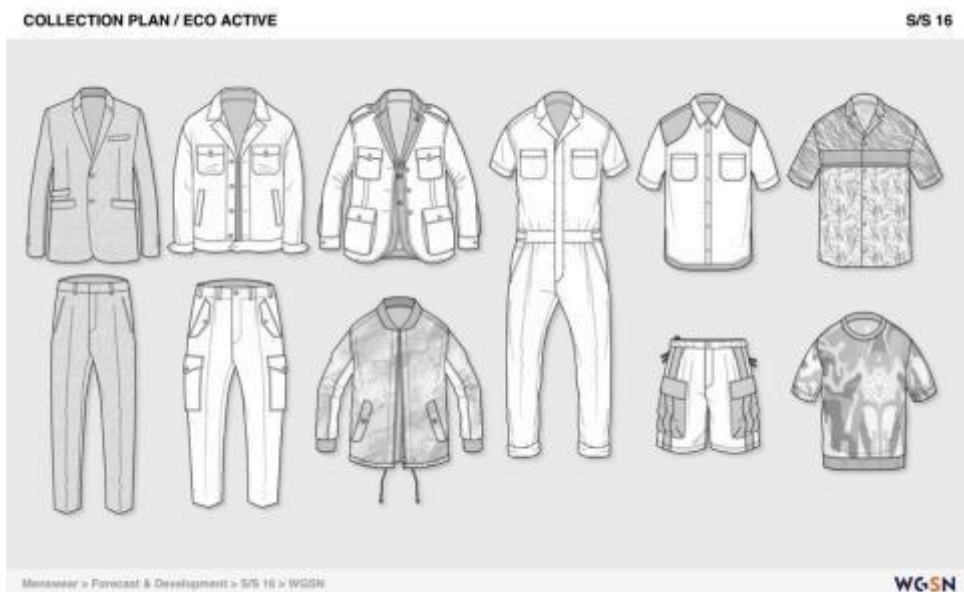 COLLECTION PLAN / ECO ACTIVE
S/S 16
Menswear > Forecast & Development > S/S 16 > WGSN
WGSN